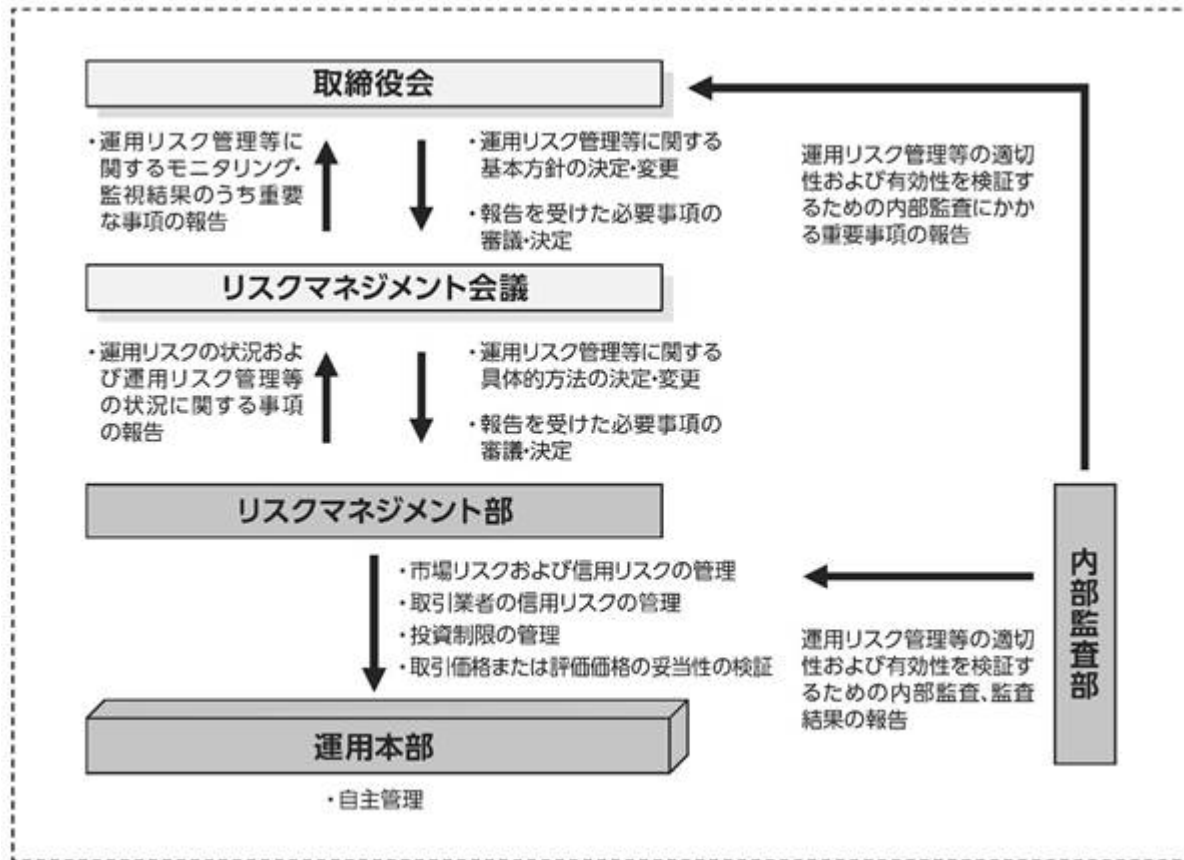 取締役会
・運用リスク管理等に
関するモニタリング・
監視結果のうち重要
な事項の報告
・運用リスク管理等に関する
基本方針の決定・変更
・報告を受けた必要事項の
審議・決定
運用リスク管理等の適切
性および有効性を検証す
るための内部監査にかか
る重要事項の報告
リスクマネジメント会議
・運用リスクの状況およ
び運用リスク管理等
の状況に関する事項
の報告
・運用リスク管理等に関する
具体的方法の決定・変更
・報告を受けた必要事項の
審議・決定
リスクマネジメント部
・市場リスクおよび信用リスクの管理
・取引業者の信用リスクの管理
・投資制限の管理
・取引価格または評価価格の妥当性の検証
内部監査部
運用リスク管理等の適切
性および有効性を検証す
るための内部監査、監査
結果の報告
運用本部
・自主管理